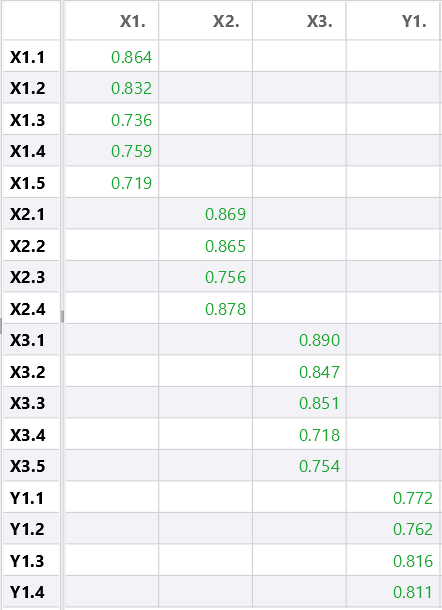 X1. X2. X3. Y1.
X1.1 0.864
X1.2 0.832
X1.3 0.736
X1.4 0.759
X1.5 0.719
X2.1 0.869
X2.2 0.865
X2.3 0.756
X2.4 0.878
X3.1 0.890
X3.2 0.847
X3.3 0.851
X3.4 0.718
X3.5 0.754
Y1.1 0.772
Y1.2 0.762
Y1.3 0.816
Y1.4 0.811